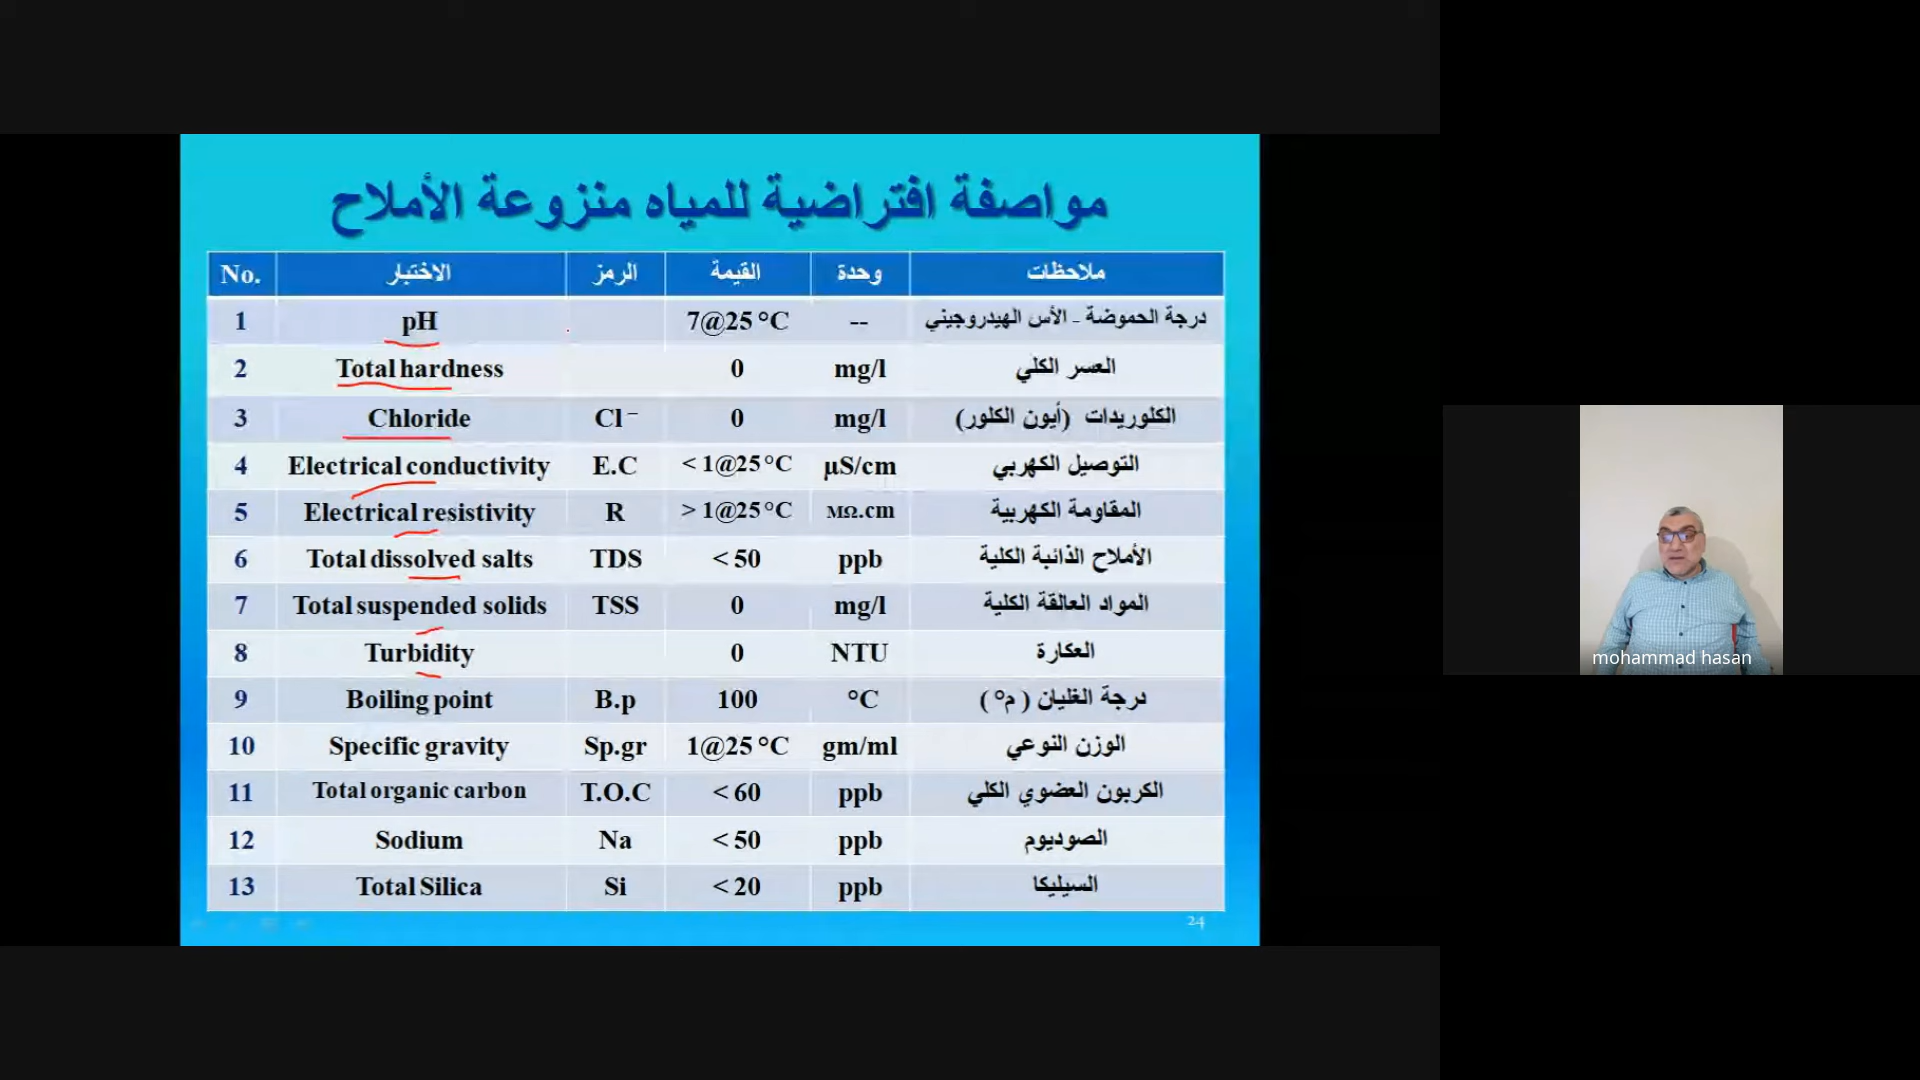 مواصفة افتراضية للمياه منزوعة الأملاح
No. الاختبار الرمز القيمة وحدة ملاحظات
1 pH 7@25 °C -- درجة الحموضة - الأس الهيدروجيني
2 Total hardness 0 mg/l العسر الكلي
3 Chloride Cl⁻ 0 mg/l الكلوريدات (أيون الكلور)
4 Electrical conductivity E.C < 1@25 °C µS/cm التوصيل الكهربي
5 Electrical resistivity R > 1@25 °C MΩ.cm المقاومة الكهربية
6 Total dissolved salts TDS < 50 ppb الأملاح الذائبة الكلية
7 Total suspended solids TSS 0 mg/l المواد العالقة الكلية
8 Turbidity 0 NTU العكارة
9 Boiling point B.p 100 °C درجة الغليان ( م° )
10 Specific gravity Sp.gr 1@25 °C gm/ml الوزن النوعي
11 Total organic carbon T.O.C < 60 ppb الكربون العضوي الكلي
12 Sodium Na < 50 ppb الصوديوم
13 Total Silica Si < 20 ppb السيليكا
24
mohammad hasan